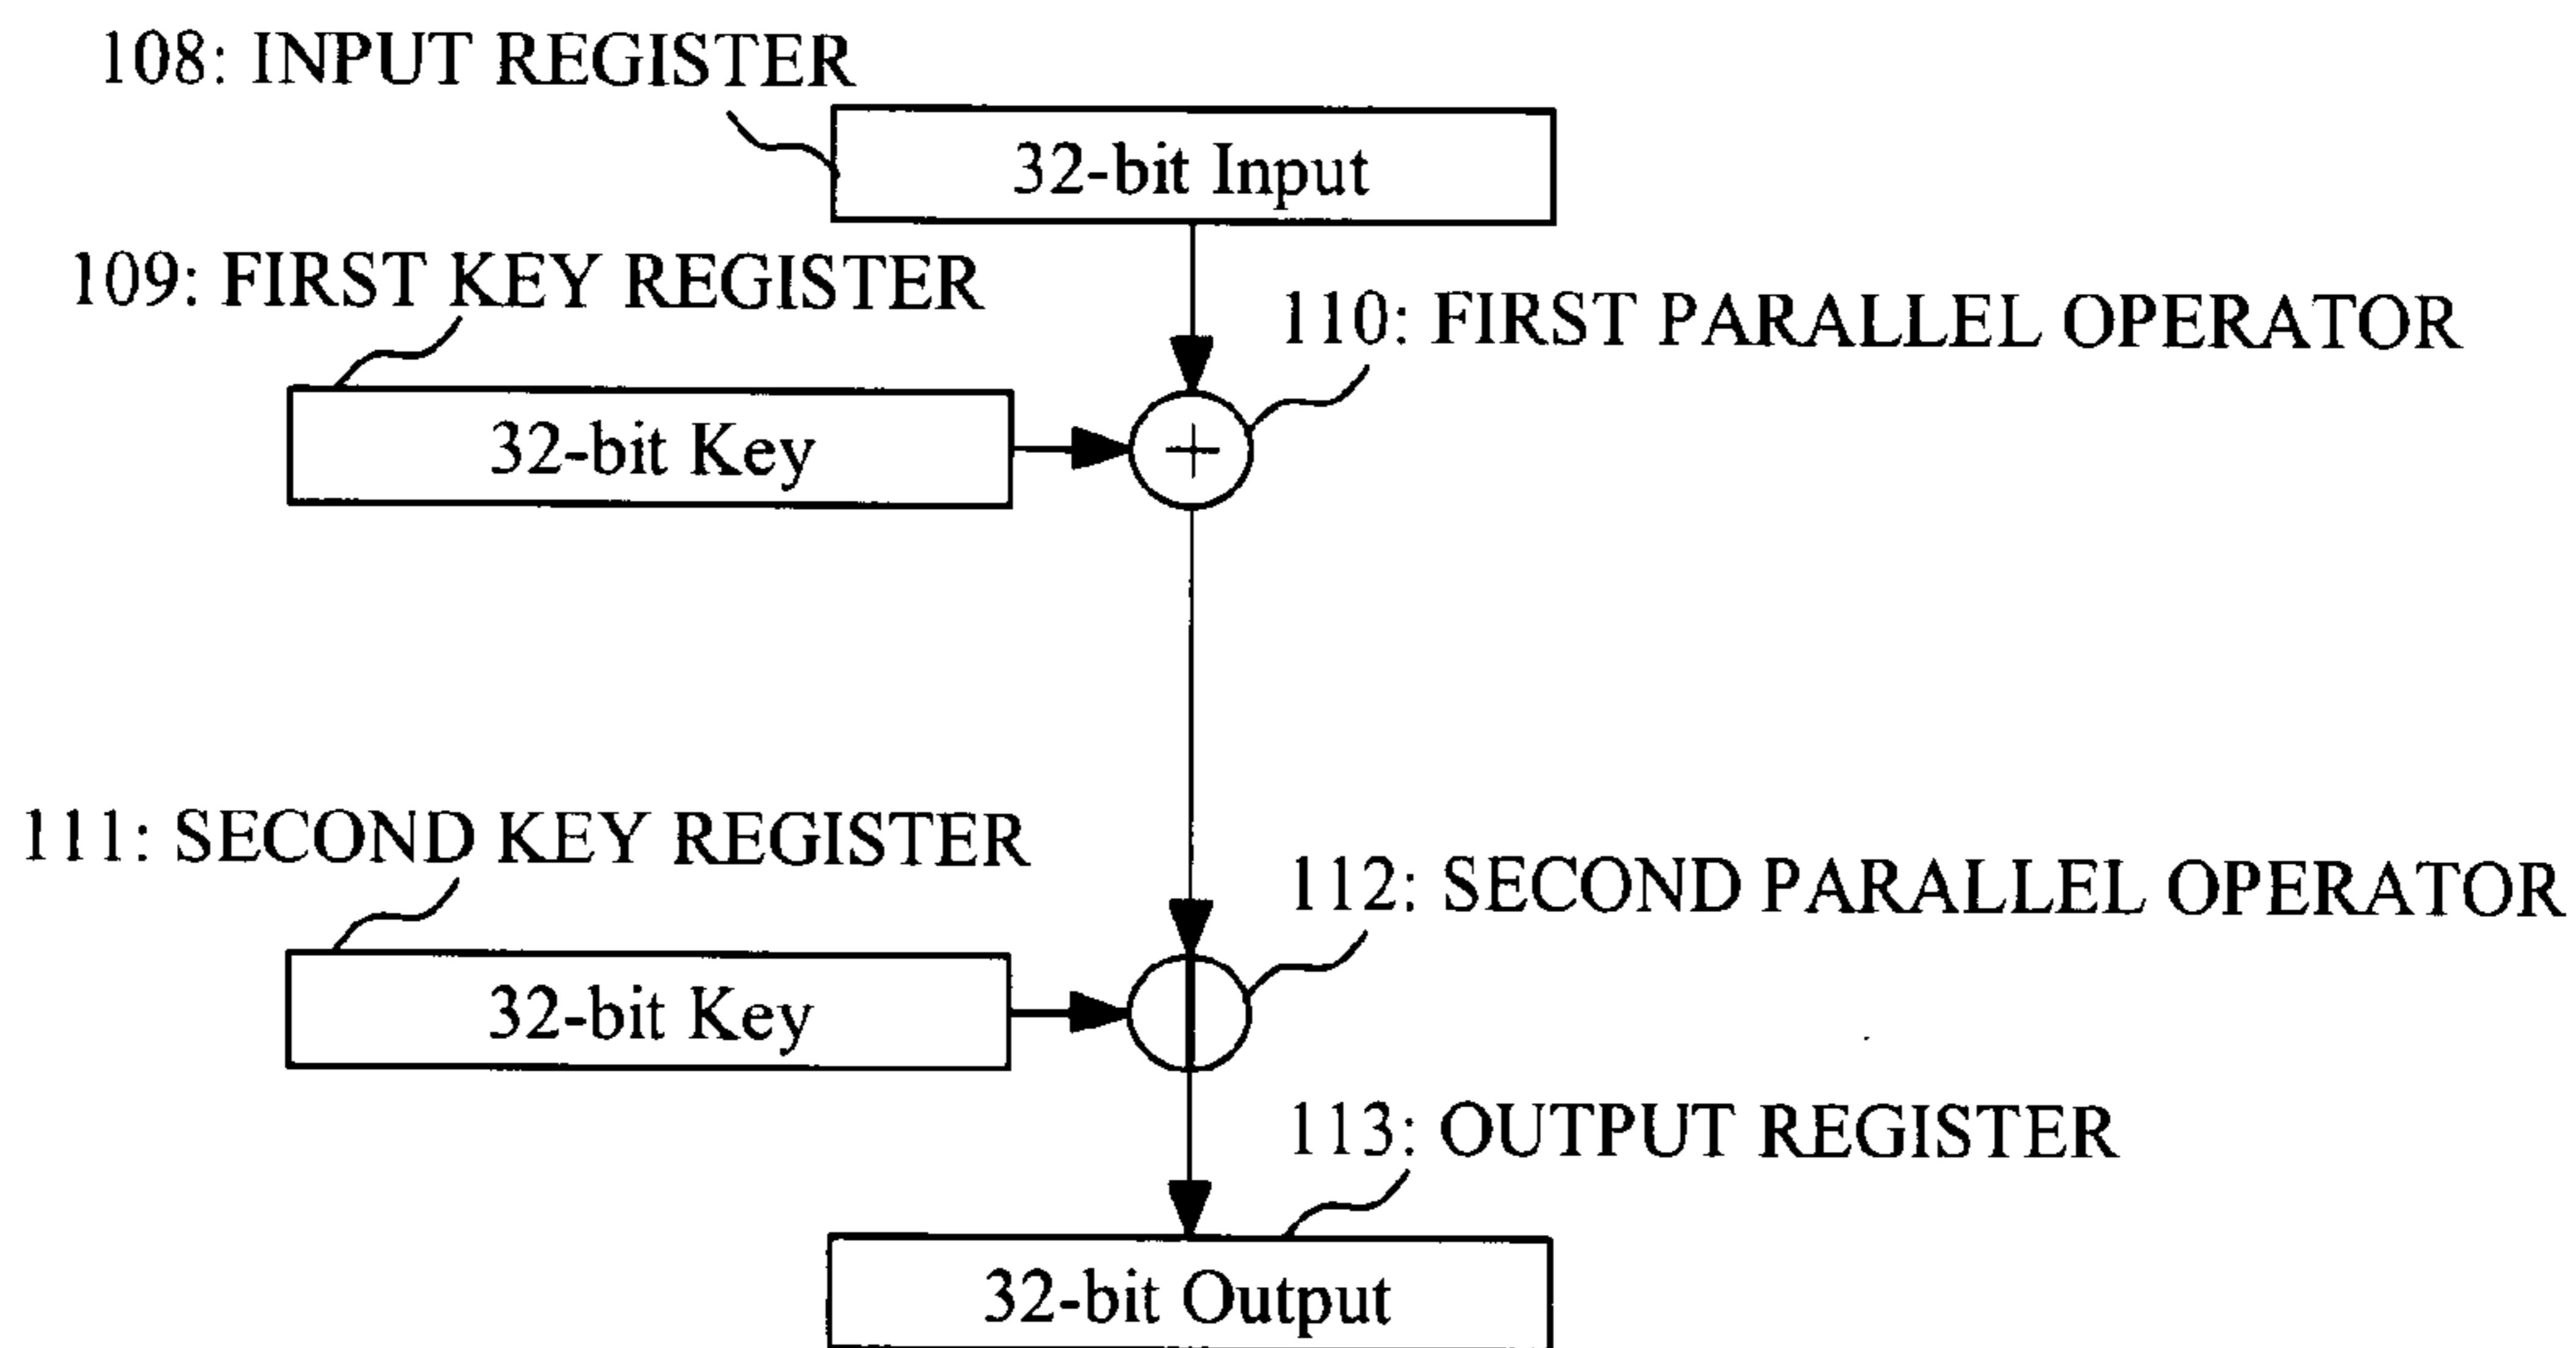 108: INPUT REGISTER
32-bit Input
109: FIRST KEY REGISTER
110: FIRST PARALLEL OPERATOR
32-bit Key
+
111: SECOND KEY REGISTER
112: SECOND PARALLEL OPERATOR
32-bit Key
113: OUTPUT REGISTER
32-bit Output